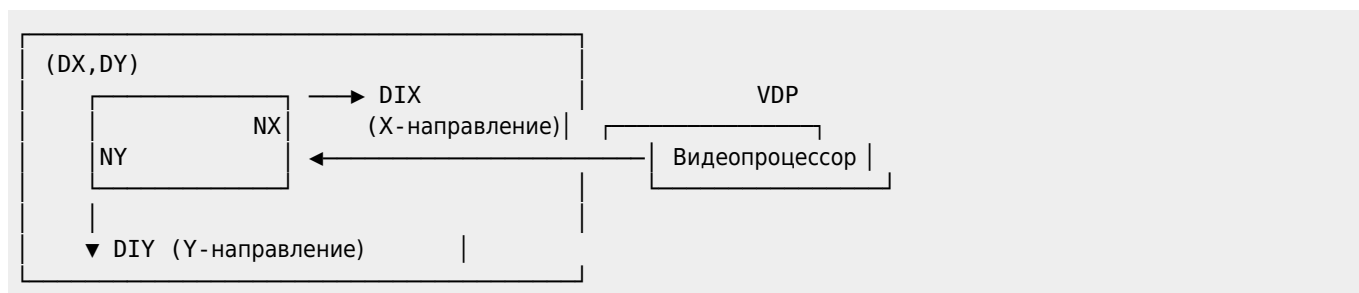 (DX,DY)
DIX VDP
NX (X-направление)
NY Видеопроцессор
DIY (Y-направление)